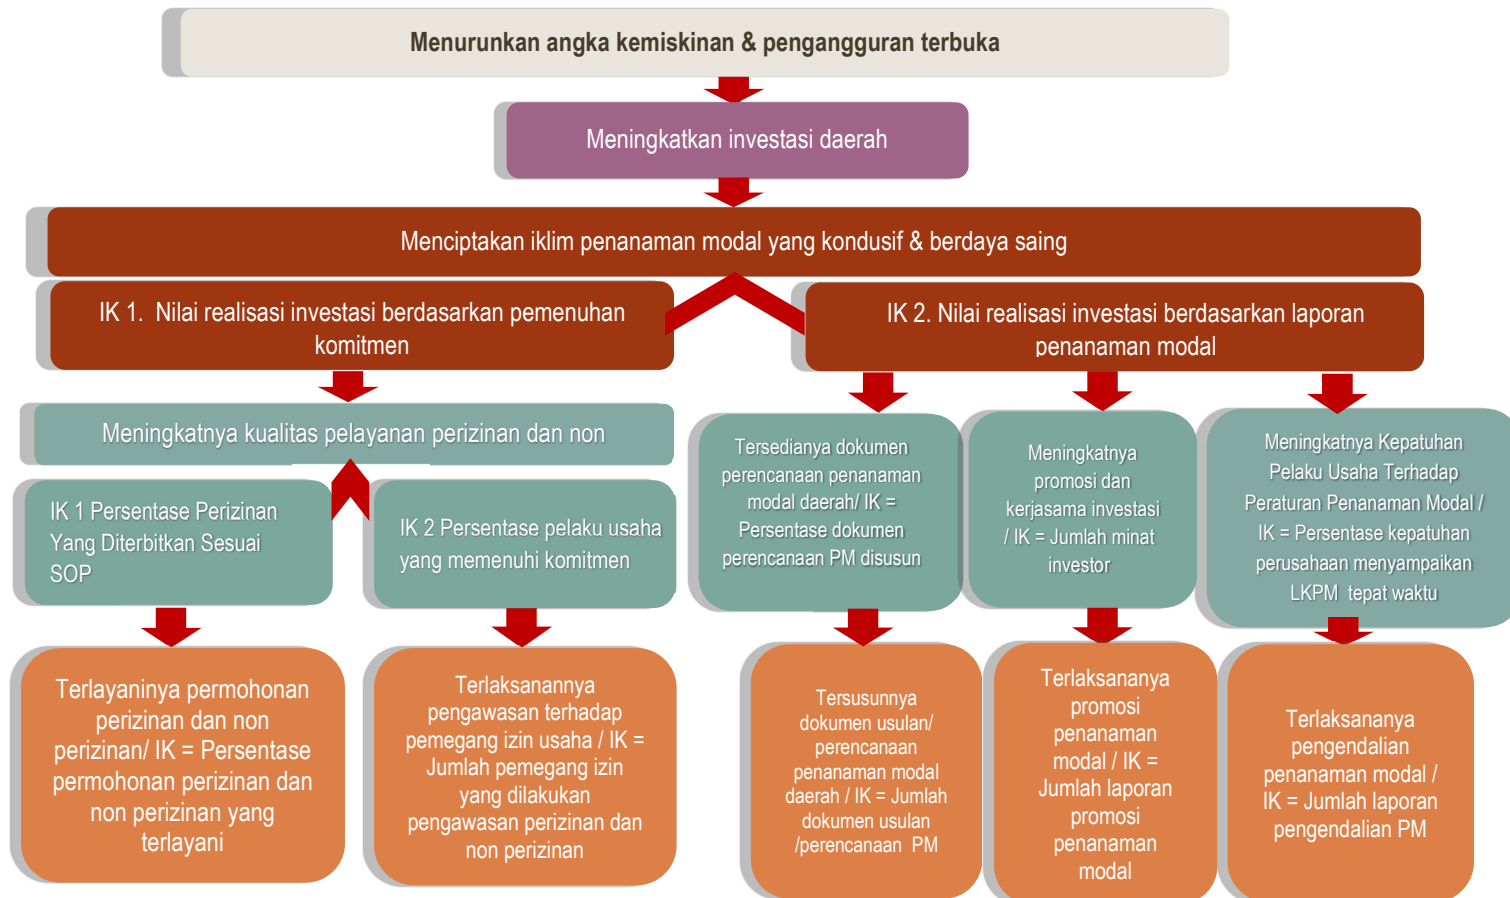 Menurunkan angka kemiskinan & pengangguran terbuka
Meningkatkan investasi daerah
Menciptakan iklim penanaman modal yang kondusif & berdaya saing
IK 1.  Nilai realisasi investasi berdasarkan pemenuhan
komitmen
IK 2. Nilai realisasi investasi berdasarkan laporan
penanaman modal
Meningkatnya kualitas pelayanan perizinan dan non
IK 1 Persentase Perizinan
Yang Diterbitkan Sesuai
SOP
IK 2 Persentase pelaku usaha
yang memenuhi komitmen
Tersedianya dokumen
perencanaan penanaman
modal daerah/ IK =
Persentase dokumen
perencanaan PM disusun
Meningkatnya
promosi dan
kerjasama investasi
/ IK = Jumlah minat
investor
Meningkatnya Kepatuhan
Pelaku Usaha Terhadap
Peraturan Penanaman Modal /
IK = Persentase kepatuhan
perusahaan menyampaikan
LKPM  tepat waktu
Terlayaninya permohonan
perizinan dan non
perizinan/ IK = Persentase
permohonan perizinan dan
non perizinan yang
terlayani
Terlaksanannya
pengawasan terhadap
pemegang izin usaha / IK =
Jumlah pemegang izin
yang dilakukan
pengawasan perizinan dan
non perizinan
Tersusunnya
dokumen usulan/
perencanaan
penanaman modal
daerah / IK = Jumlah
dokumen usulan
/perencanaan  PM
Terlaksananya
promosi
penanaman
modal / IK =
Jumlah laporan
promosi
penanaman
modal
Terlaksananya
pengendalian
penanaman modal /
IK = Jumlah laporan
pengendalian PM